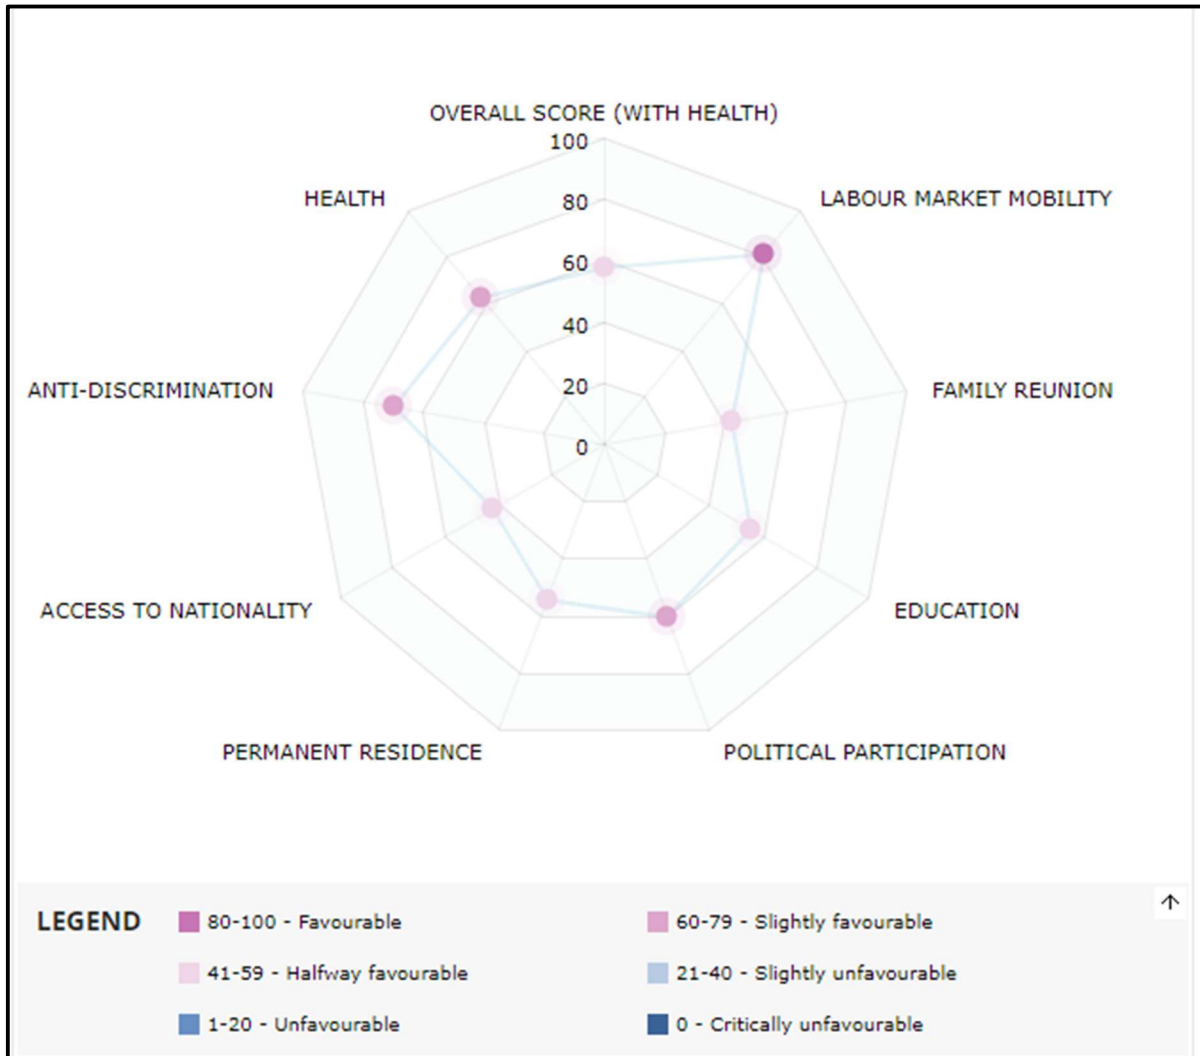 OVERALL SCORE (WITH HEALTH)
100
HEALTH
LABOUR MARKET MOBILITY
80
60
40
20
ANTI-DISCRIMINATION
FAMILY REUNION
0
ACCESS TO NATIONALITY
EDUCATION
PERMANENT RESIDENCE
POLITICAL PARTICIPATION
LEGEND
80-100 - Favourable
60-79 - Slightly favourable
41-59 - Halfway favourable
21-40 - Slightly unfavourable
1-20 - Unfavourable
0 - Critically unfavourable